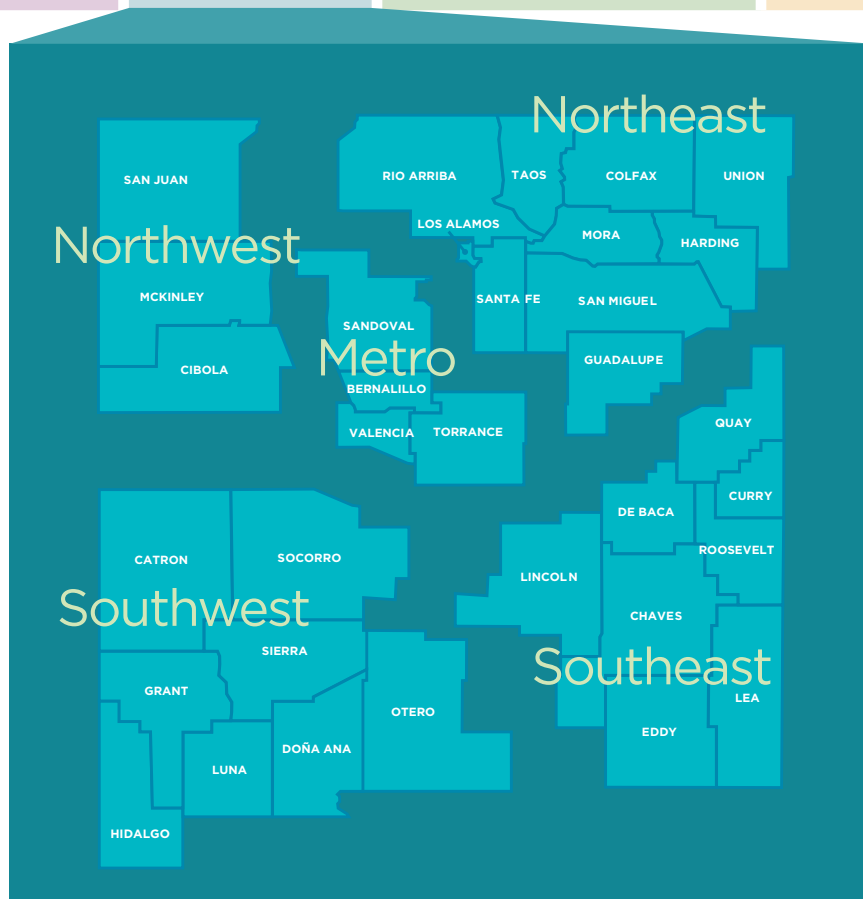 Northeast
SAN JUAN
RIO ARRIBA
TAOS
COLFAX
UNION
LOS ALAMOS
MORA
HARDING
Northwest
MCKINLEY
SANTA FE
SAN MIGUEL
SANDOVAL
CIBOLA
Metro
GUADALUPE
BERNALILLO
VALENCIA
TORRANCE
QUAY
CURRY
DE BACA
ROOSEVELT
CATRON
SOCORRO
LINCOLN
Southwest
CHAVES
SIERRA
Southeast
GRANT
LEA
OTERO
EDDY
DOÑA ANA
LUNA
HIDALGO